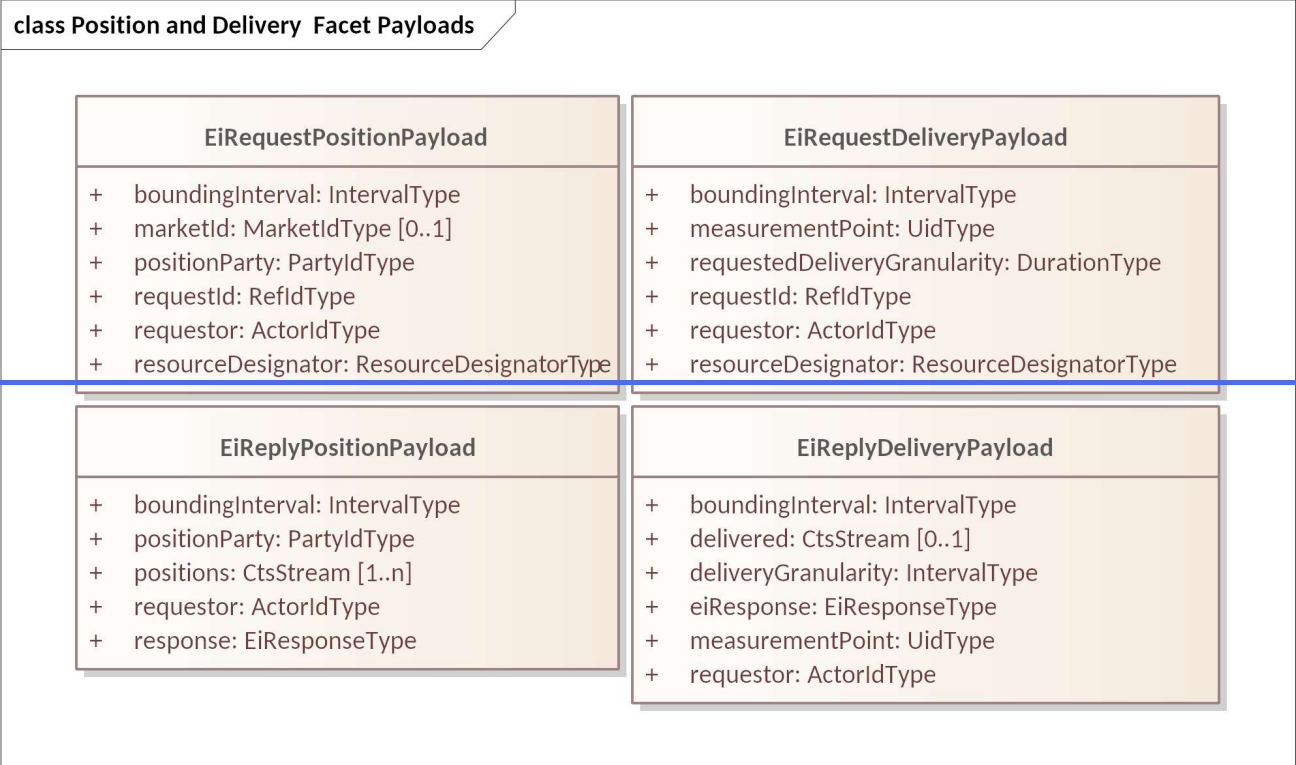 class Position and Delivery  Facet Payloads
EiRequestPositionPayload
+ boundingInterval: IntervalType
+ marketId: MarketIdType [0..1]
+ positionParty: PartyIdType
+ requestId: RefIdType
+ requestor: ActorIdType
+ resourceDesignator: ResourceDesignatorType
EiRequestDeliveryPayload
+ boundingInterval: IntervalType
+ measurementPoint: UidType
+ requestedDeliveryGranularity: DurationType
+ requestId: RefIdType
+ requestor: ActorIdType
+ resourceDesignator: ResourceDesignatorType
EiReplyPositionPayload
+ boundingInterval: IntervalType
+ positionParty: PartyIdType
+ positions: CtsStream [1..n]
+ requestor: ActorIdType
+ response: EiResponseType
EiReplyDeliveryPayload
+ boundingInterval: IntervalType
+ delivered: CtsStream [0..1]
+ deliveryGranularity: IntervalType
+ eiResponse: EiResponseType
+ measurementPoint: UidType
+ requestor: ActorIdType